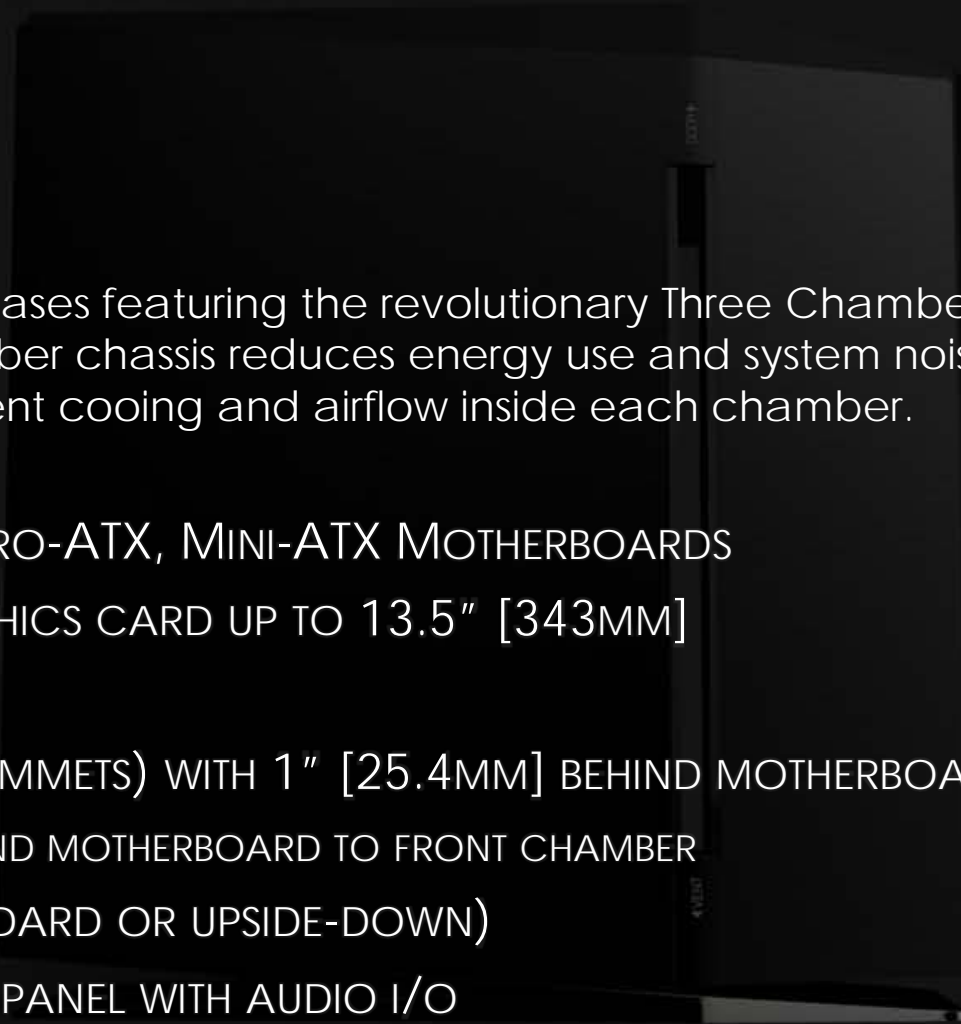 ases featuring the revolutionary Three Chambe
ber chassis reduces energy use and system nois
ent cooing and airflow inside each chamber.
RO-ATX, MINI-ATX MOTHERBOARDS
HICS CARD UP TO 13.5” [343MM]
MMETS) WITH 1” [25.4MM] BEHIND MOTHERBOA
ND MOTHERBOARD TO FRONT CHAMBER
DARD OR UPSIDE-DOWN)
PANEL WITH AUDIO I/O